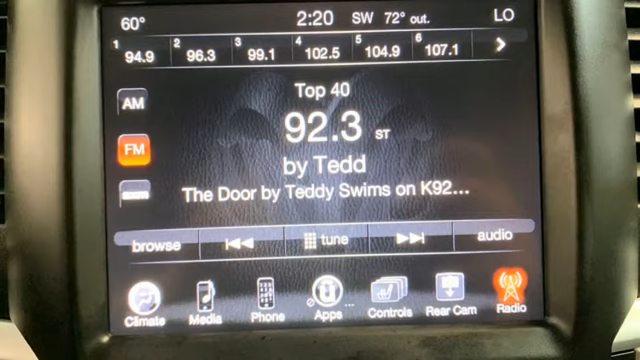 60° 2:20 SW 72° out. LO
1 94.9 2 96.3 3 99.1 4 102.5 5 104.9 6 107.1
Top 40
AM
92.3 ST
FM
by Tedd
The Door by Teddy Swims on K92...
browse tune audio
Climate Media Phone Apps ... Controls Rear Cam Radio